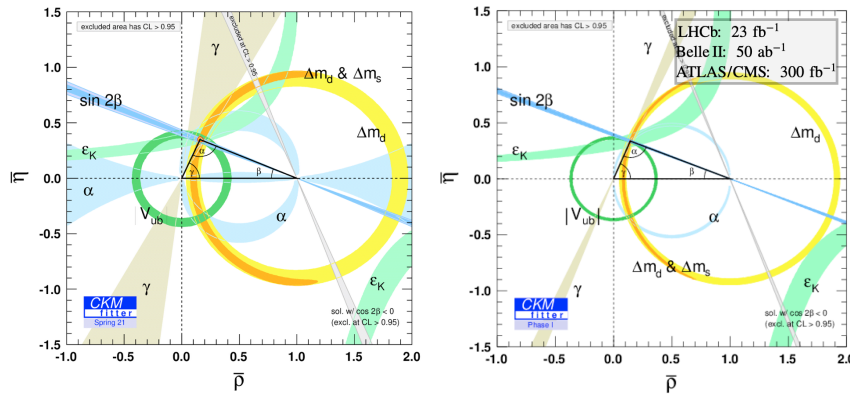 excluded area has CL > 0.95
excluded at CL > 0.95
γ
Δm_d & Δm_s
sin 2β
Δm_d
ε_K
α
α
γ
β
|V_ub|
γ
ε_K
CKM
fitter
Spring 21
sol. w/ cos 2β < 0
(excl. at CL > 0.95)
1.5
1.0
0.5
0.0
-0.5
-1.0
-1.5
η̄
-1.0 -0.5 0.0 0.5 1.0 1.5 2.0
ρ̄
excluded area has CL > 0.95
LHCb: 23 fb⁻¹
Belle II: 50 ab⁻¹
ATLAS/CMS: 300 fb⁻¹
γ
sin 2β
Δm_d
ε_K
α
γ
β
α
|V_ub|
Δm_d & Δm_s
γ
ε_K
CKM
fitter
Phase I
sol. w/ cos 2β < 0
(excl. at CL > 0.95)
1.5
1.0
0.5
0.0
-0.5
-1.0
-1.5
η̄
-1.0 -0.5 0.0 0.5 1.0 1.5 2.0
ρ̄